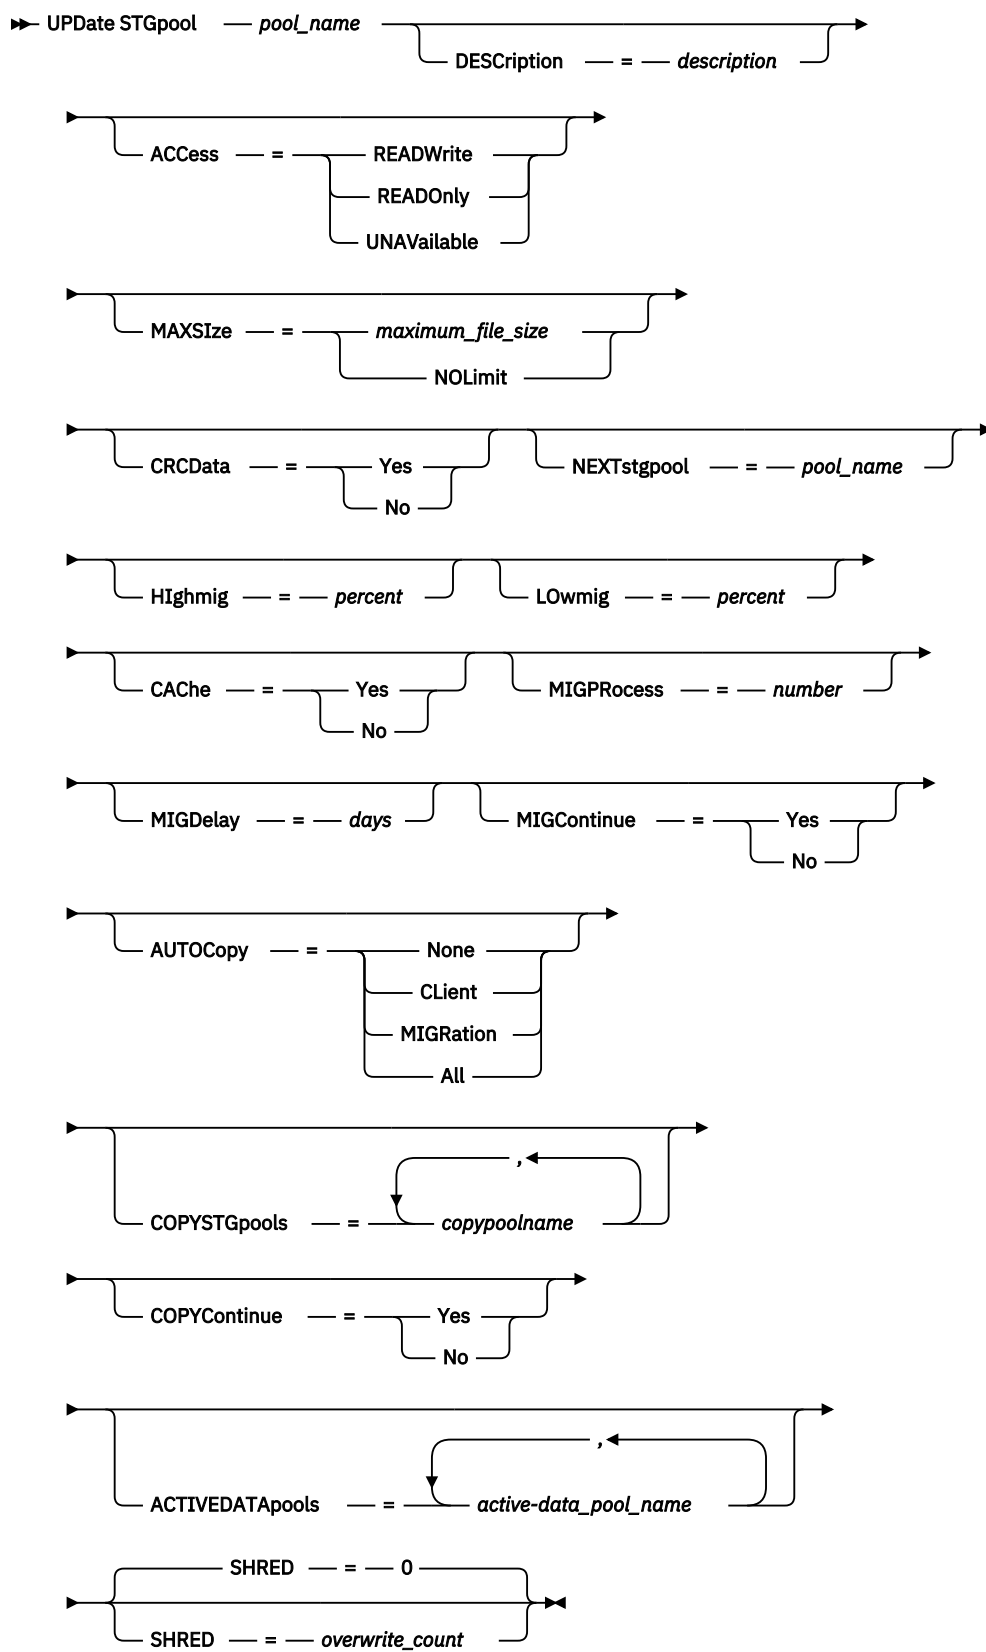 UPDate STGpool — pool_name
DESCription — = — description
ACCess — = — READWrite
READOnly
UNAVailable
MAXSIze — = — maximum_file_size
NOLimit
CRCData — = — Yes NEXTstgpool — = — pool_name
No
HIghmig — = — percent LOwmig — = — percent
CAChe — = — Yes MIGPRocess — = — number
No
MIGDelay — = — days MIGContinue — = — Yes
No
AUTOCopy — = — None
CLient
MIGRation
All
,
COPYSTGpools — = — copypoolname
COPYContinue — = — Yes
No
,
ACTIVEDATApools — = — active-data_pool_name
SHRED — = — 0
SHRED — = — overwrite_count